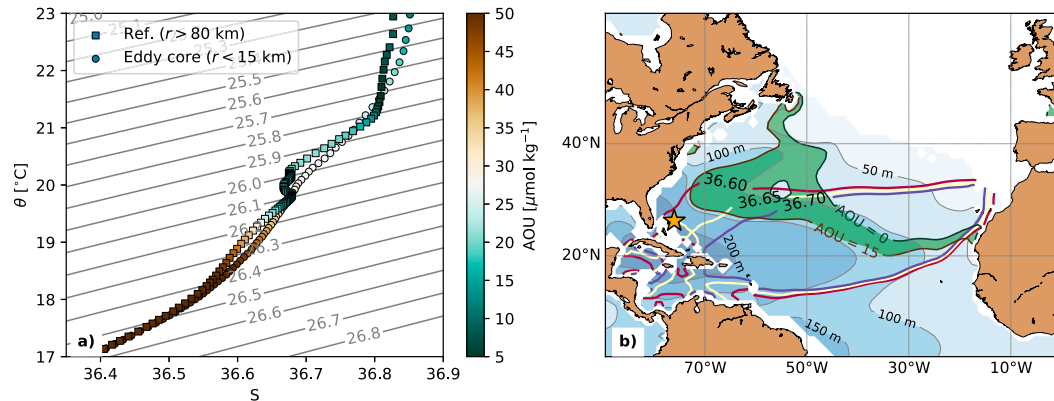 23
22
21
20
19
18
17
θ [°C]
36.4
36.5
36.6
36.7
36.8
36.9
S
Ref. (r > 80 km)
Eddy core (r < 15 km)
25.3
25.5
25.6
25.7
25.8
25.9
26.0
26.1
26.3
26.4
26.5
26.6
26.7
26.8
a)
50
45
40
35
30
25
20
15
10
5
AOU [μmol kg⁻¹]
40°N
20°N
70°W
50°W
30°W
10°W
100 m
50 m
36.60
36.65
36.70
AOU = 0
AOU = 15
200 m
100 m
150 m
b)